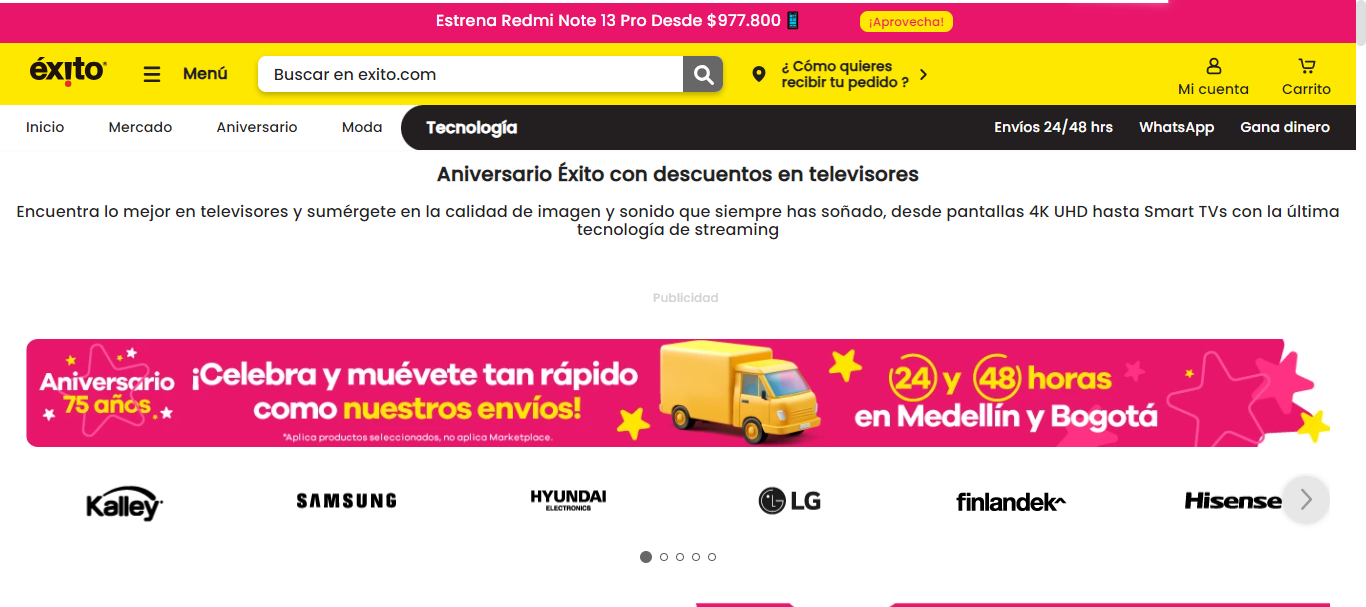 Estrena Redmi Note 13 Pro Desde $977.800
¡Aprovecha!
éxito
Menú
Buscar en exito.com
¿ Cómo quieres
recibir tu pedido ?
Mi cuenta
Carrito
Inicio
Mercado
Aniversario
Moda
Tecnología
Envíos 24/48 hrs
WhatsApp
Gana dinero
Aniversario Éxito con descuentos en televisores
Encuentra lo mejor en televisores y sumérgete en la calidad de imagen y sonido que siempre has soñado, desde pantallas 4K UHD hasta Smart TVs con la última
tecnología de streaming
Publicidad
Aniversario
75 años
¡Celebra y muévete tan rápido
como nuestros envíos!
*Aplica productos seleccionados, no aplica Marketplace.
24 y 48 horas
en Medellín y Bogotá
Kalley
SAMSUNG
HYUNDAI
ELECTRONICS
LG
finlandek
Hisense